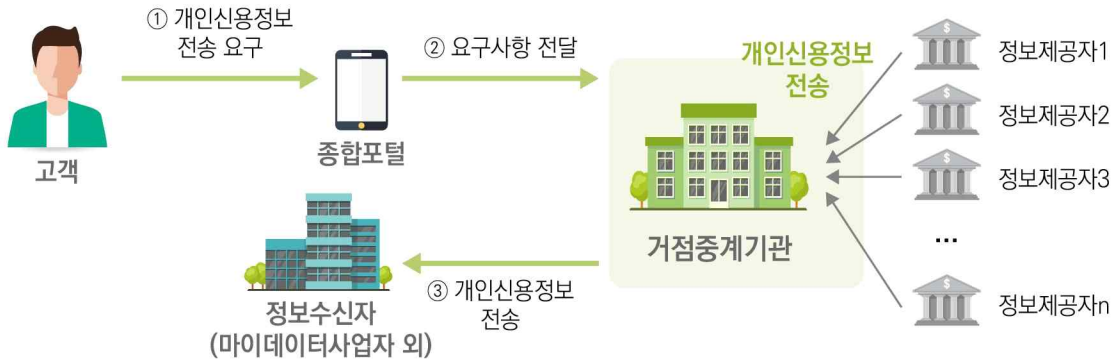 ① 개인신용정보
전송 요구
② 요구사항 전달
개인신용정보
전송
정보제공자1
정보제공자2
정보제공자3
...
정보제공자n
고객
종합포털
거점중계기관
③ 개인신용정보
전송
정보수신자
(마이데이터사업자 외)